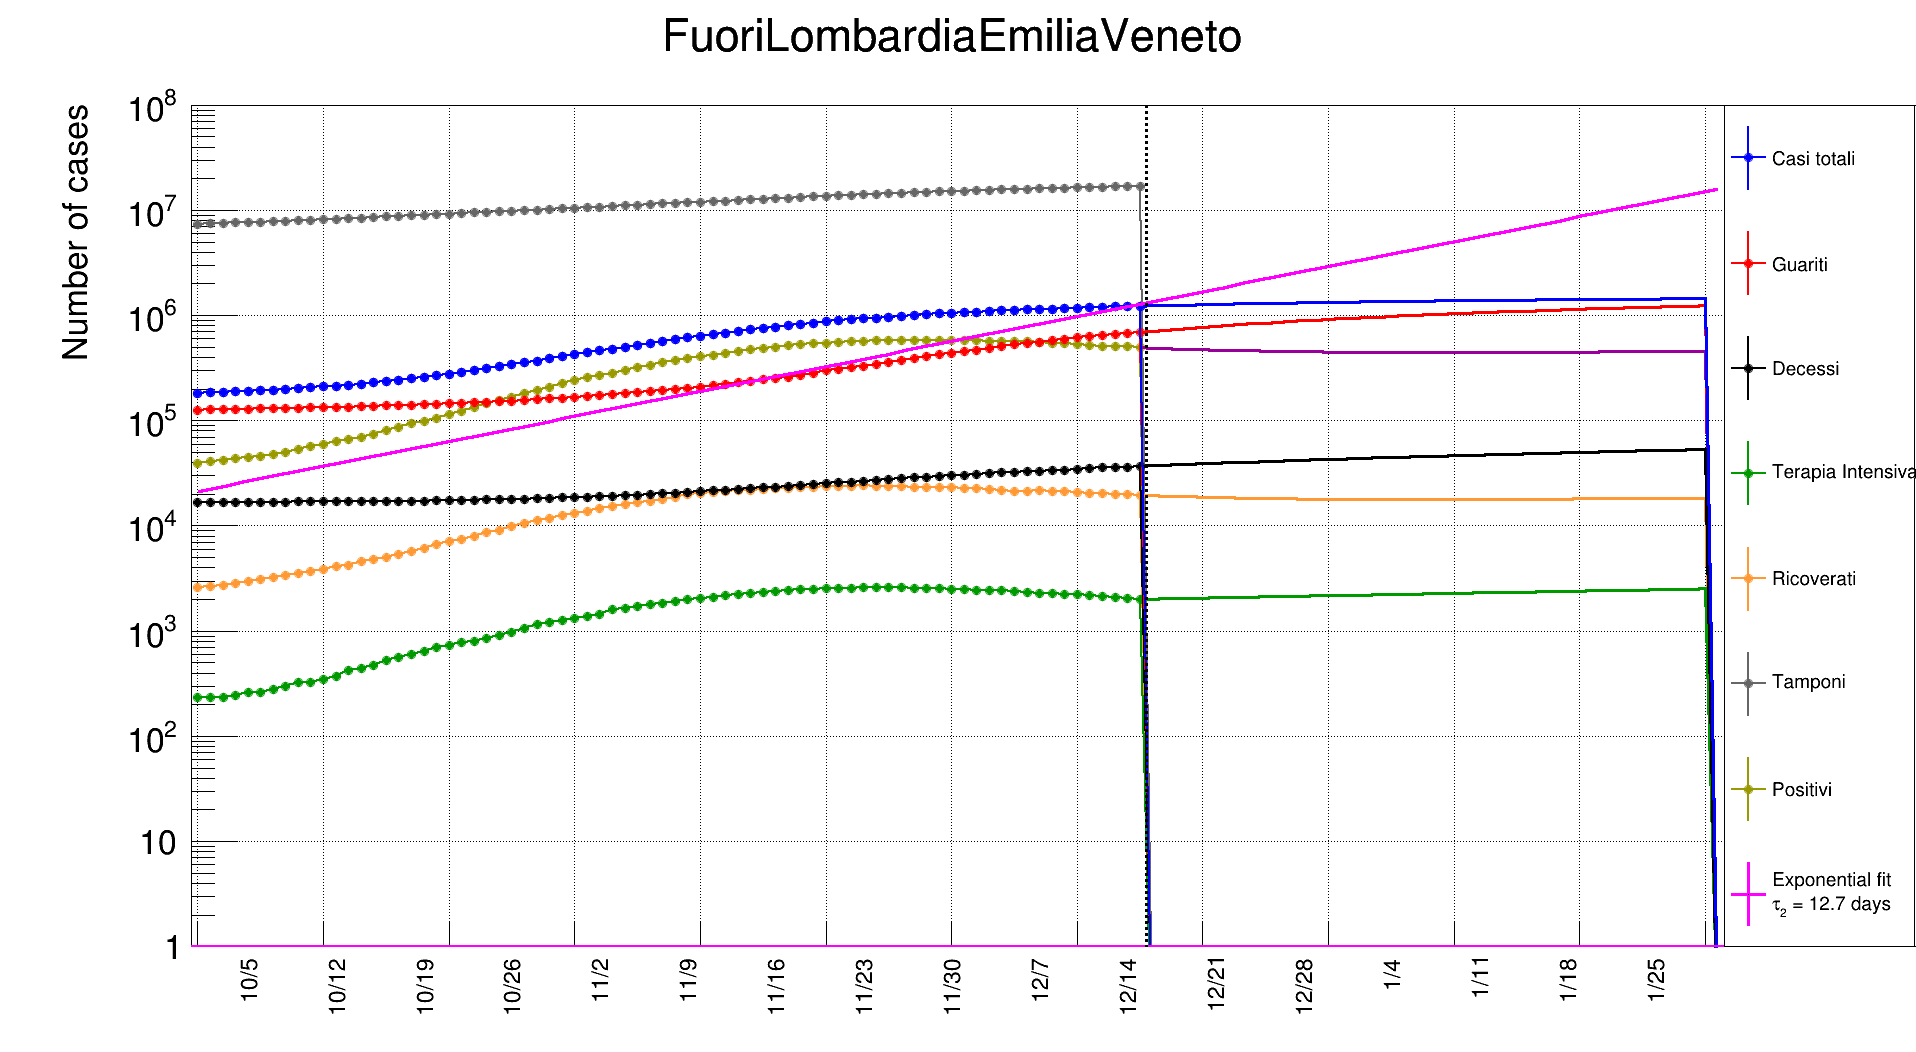 FuoriLombardiaEmiliaVeneto
Number of cases
10^8
10^7
10^6
10^5
10^4
10^3
10^2
10
1
10/5
10/12
10/19
10/26
11/2
11/9
11/16
11/23
11/30
12/7
12/14
12/21
12/28
1/4
1/11
1/18
1/25
Casi totali
Guariti
Decessi
Terapia Intensiva
Ricoverati
Tamponi
Positivi
Exponential fit
τ₂ = 12.7 days